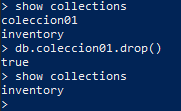 > show collections
coleccion01
inventory
> db.coleccion01.drop()
true
> show collections
inventory
>